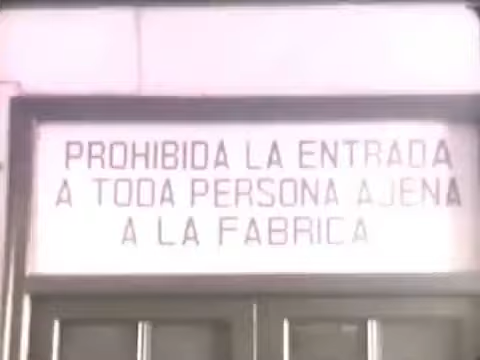 PROHIBIDA LA ENTRADA
A TODA PERSONA AJENA
A LA FABRICA